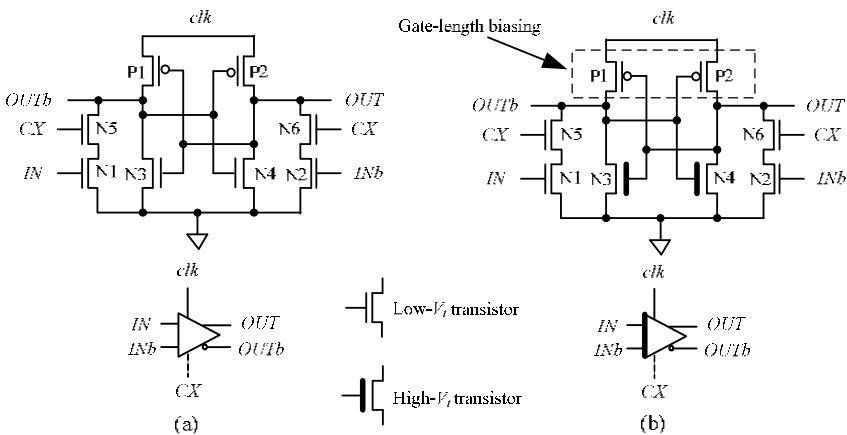 clk
P1
P2
OUTb
OUT
CX
N5
N6
CX
IN
N1
N3
N4
N2
INb
clk
IN
INb
OUT
OUTb
CX
(a)
Low-Vt transistor
High-Vt transistor
Gate-length biasing
clk
P1
P2
OUTb
OUT
CX
N5
N6
CX
IN
N1
N3
N4
N2
INb
clk
IN
INb
OUT
OUTb
CX
(b)